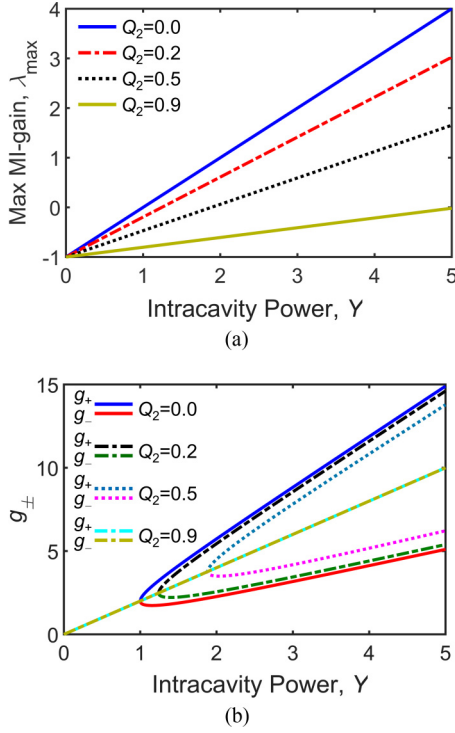 4
3
2
1
0
-1
Max MI-gain, λmax
Q2=0.0
Q2=0.2
Q2=0.5
Q2=0.9
0 1 2 3 4 5
Intracavity Power, Y
(a)
15
10
5
0
g±
g+
g− Q2=0.0
g+
g− Q2=0.2
g+
g− Q2=0.5
g+
g− Q2=0.9
0 1 2 3 4 5
Intracavity Power, Y
(b)